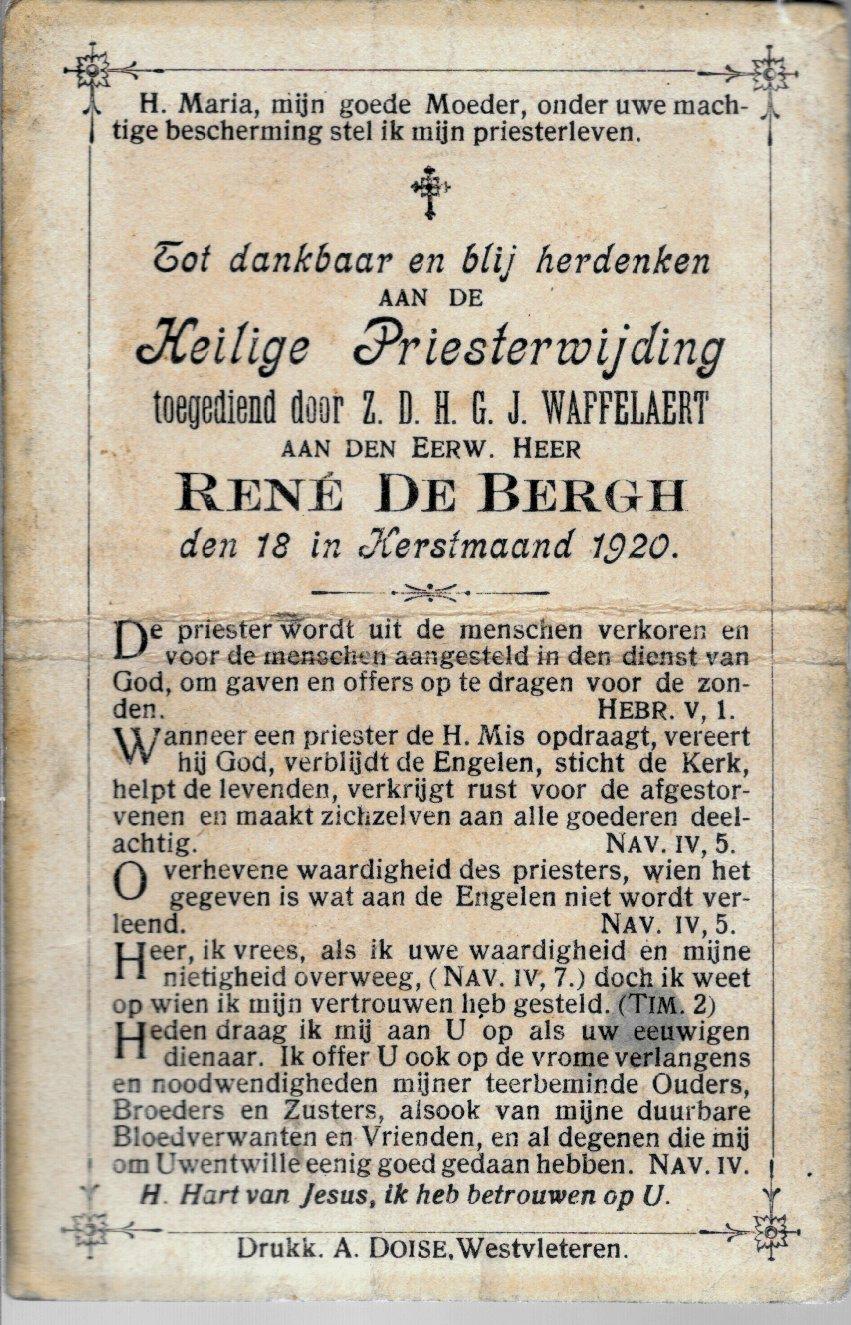 H. Maria, mijn goede Moeder, onder uwe mach-
tige bescherming stel ik mijn priesterleven.
Tot dankbaar en blij herdenken
AAN DE
Heilige Priesterwijding
toegediend door Z. D. H. G. J. WAFFELAERT
AAN DEN EERW. HEER
RENÉ DE BERGH
den 18 in Kerstmaand 1920.
De priester wordt uit de menschen verkoren en
voor de menschen aangesteld in den dienst van
God, om gaven en offers op te dragen voor de zon-
den. HEBR. V, 1.
Wanneer een priester de H. Mis opdraagt, vereert
hij God, verblijdt de Engelen, sticht de Kerk,
helpt de levenden, verkrijgt rust voor de afgestor-
venen en maakt zichzelven aan alle goederen deel-
achtig. NAV. IV, 5.
O verhevene waardigheid des priesters, wien het
gegeven is wat aan de Engelen niet wordt ver-
leend. NAV. IV, 5.
Heer, ik vrees, als ik uwe waardigheid en mijne
nietigheid overweeg, (NAV. IV, 7.) doch ik weet
op wien ik mijn vertrouwen heb gesteld. (TIM. 2)
Heden draag ik mij aan U op als uw eeuwigen
dienaar. Ik offer U ook op de vrome verlangens
en noodwendigheden mijner teerbeminde Ouders,
Broeders en Zusters, alsook van mijne duurbare
Bloedverwanten en Vrienden, en al degenen die mij
om Uwentwille eenig goed gedaan hebben. NAV. IV.
H. Hart van Jesus, ik heb betrouwen op U.
Drukk. A. DOISE, Westvleteren.